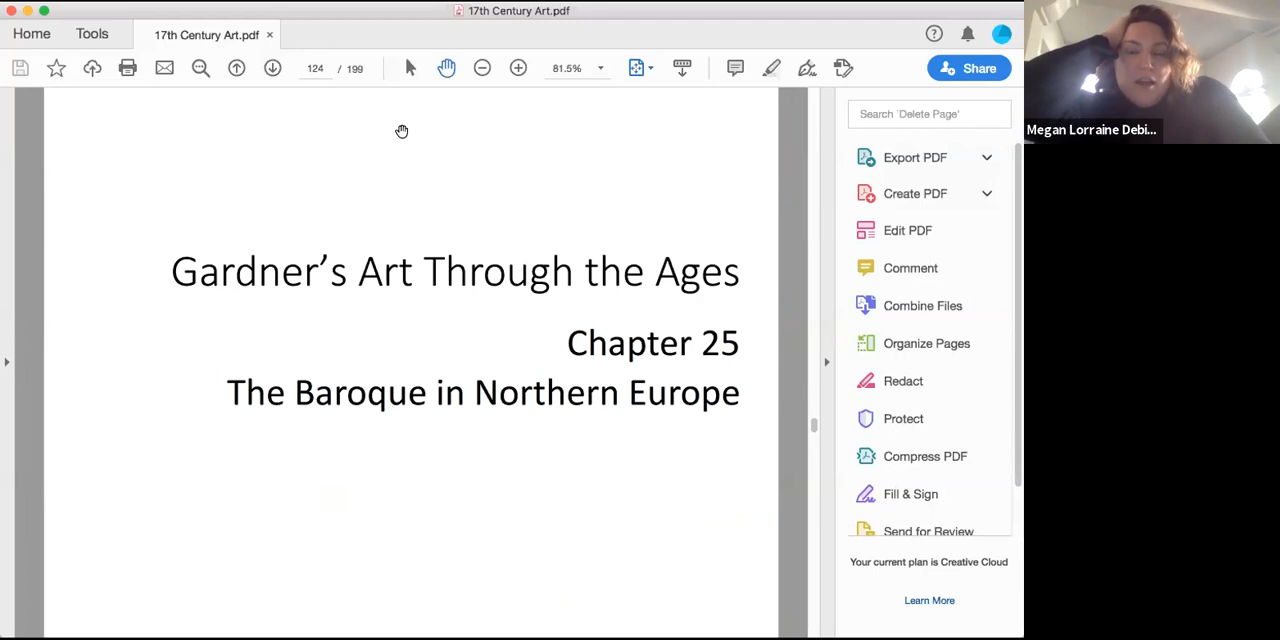 17th Century Art.pdf
Home
Tools
17th Century Art.pdf ×
124 / 199
81.5%
Share
Gardner's Art Through the Ages
Chapter 25
The Baroque in Northern Europe
Search 'Delete Page'
Export PDF
Create PDF
Edit PDF
Comment
Combine Files
Organize Pages
Redact
Protect
Compress PDF
Fill & Sign
Send for Review
Your current plan is Creative Cloud
Learn More
Megan Lorraine Debi...